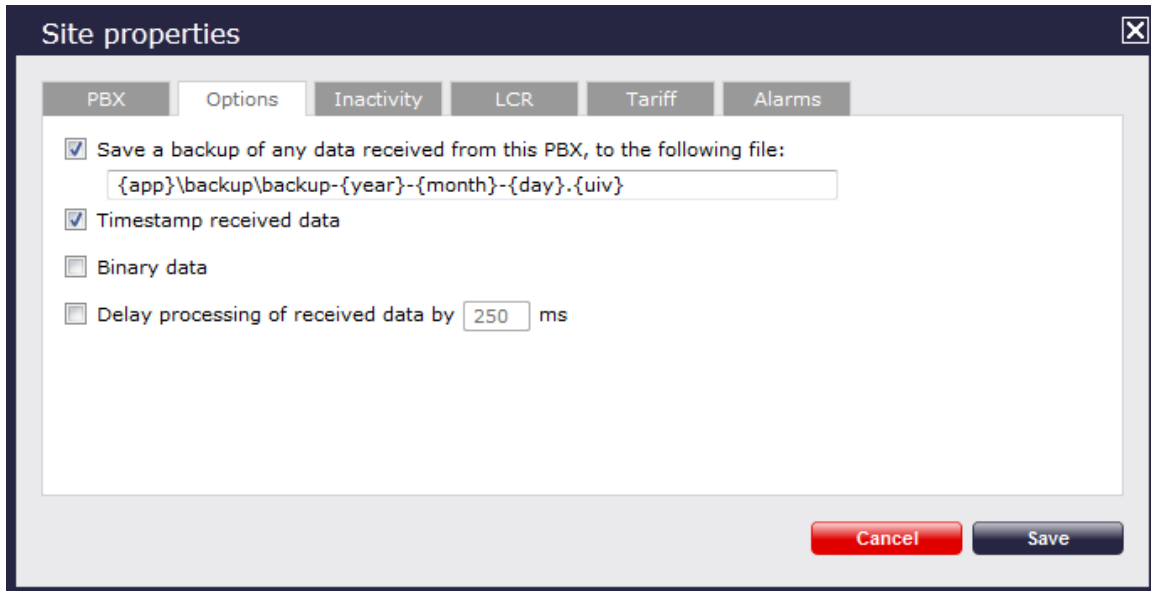 Site properties
PBX Options Inactivity LCR Tariff Alarms
Save a backup of any data received from this PBX, to the following file:
{app}\backup\backup-{year}-{month}-{day}.{uiv}
Timestamp received data
Binary data
Delay processing of received data by 250 ms
Cancel Save